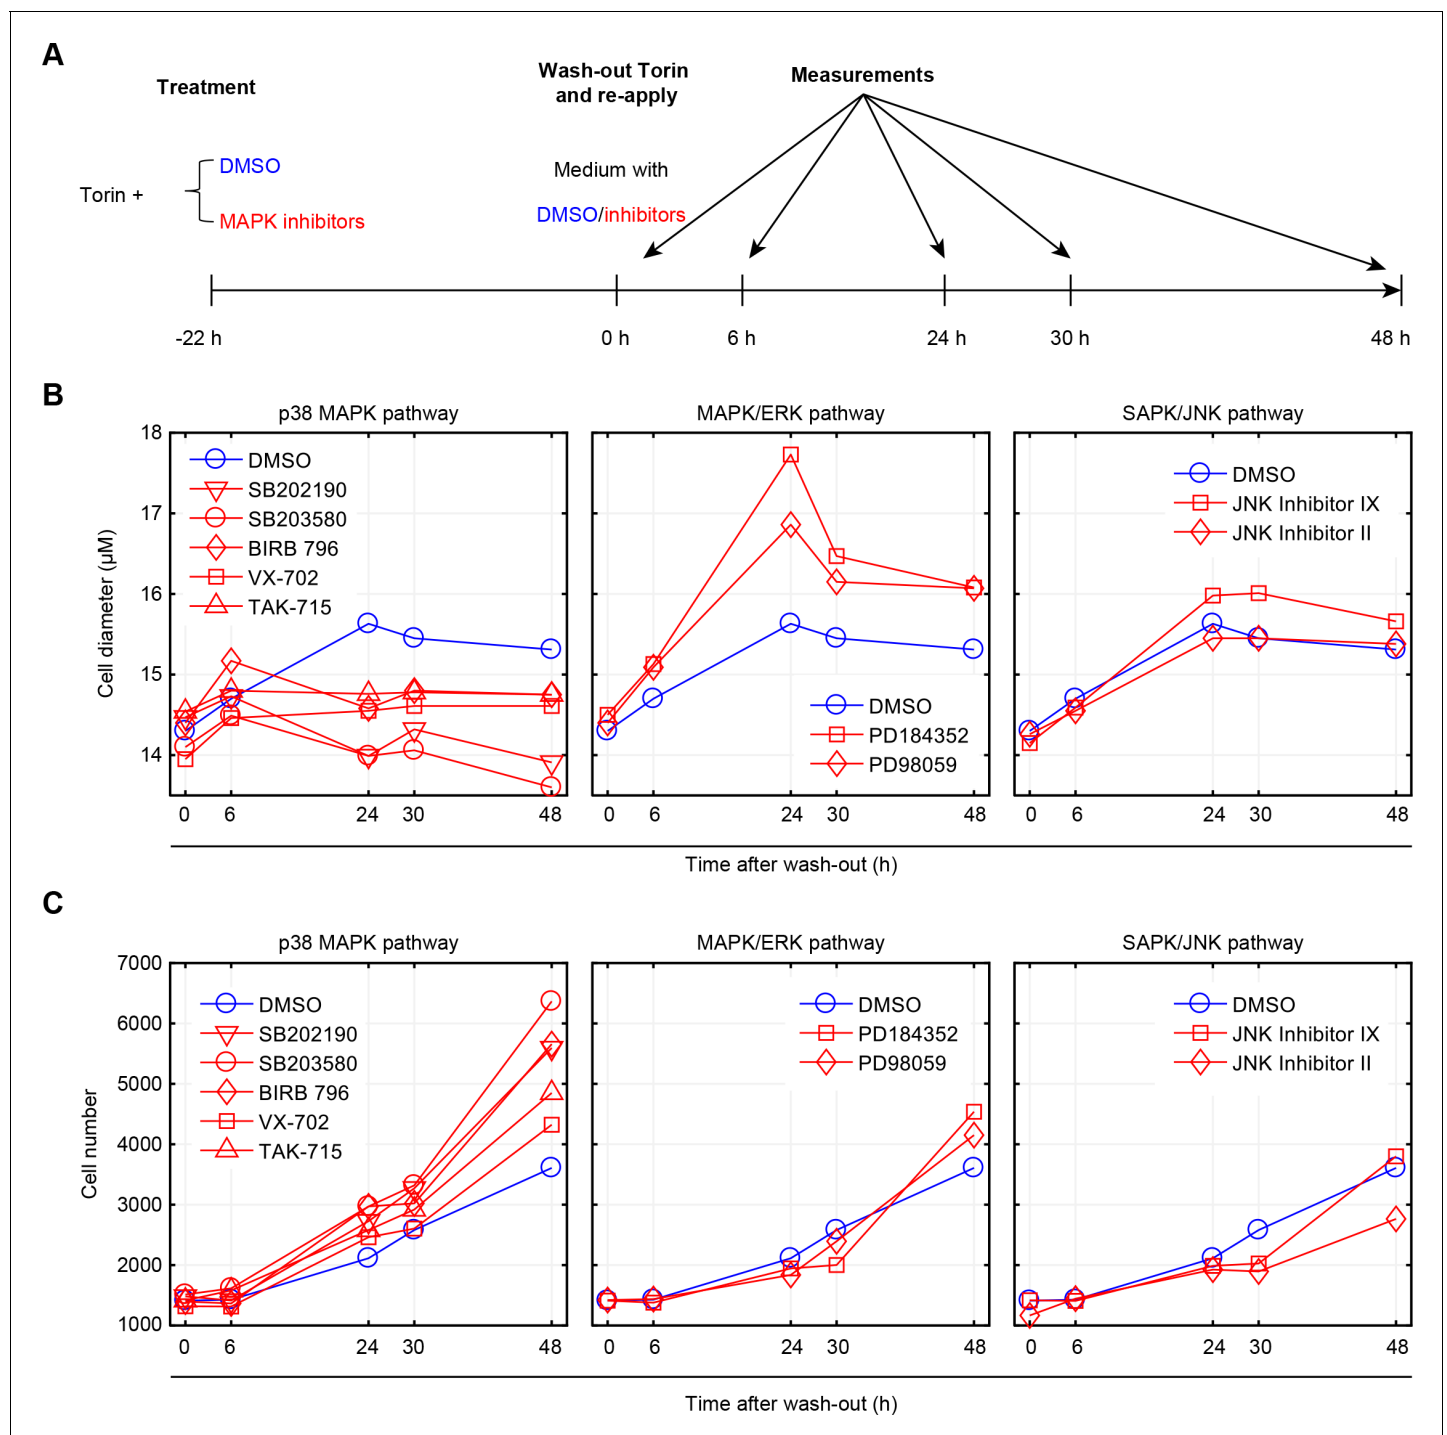 A
Treatment
Wash-out Torin
and re-apply
Measurements
Torin +
DMSO
MAPK inhibitors
Medium with
DMSO/inhibitors
-22 h
0 h
6 h
24 h
30 h
48 h
B
p38 MAPK pathway
MAPK/ERK pathway
SAPK/JNK pathway
Cell diameter (µM)
18
17
16
15
14
DMSO
SB202190
SB203580
BIRB 796
VX-702
TAK-715
DMSO
PD184352
PD98059
DMSO
JNK Inhibitor IX
JNK Inhibitor II
0 6 24 30 48
0 6 24 30 48
0 6 24 30 48
Time after wash-out (h)
C
p38 MAPK pathway
MAPK/ERK pathway
SAPK/JNK pathway
Cell number
7000
6000
5000
4000
3000
2000
1000
DMSO
SB202190
SB203580
BIRB 796
VX-702
TAK-715
DMSO
PD184352
PD98059
DMSO
JNK Inhibitor IX
JNK Inhibitor II
0 6 24 30 48
0 6 24 30 48
0 6 24 30 48
Time after wash-out (h)